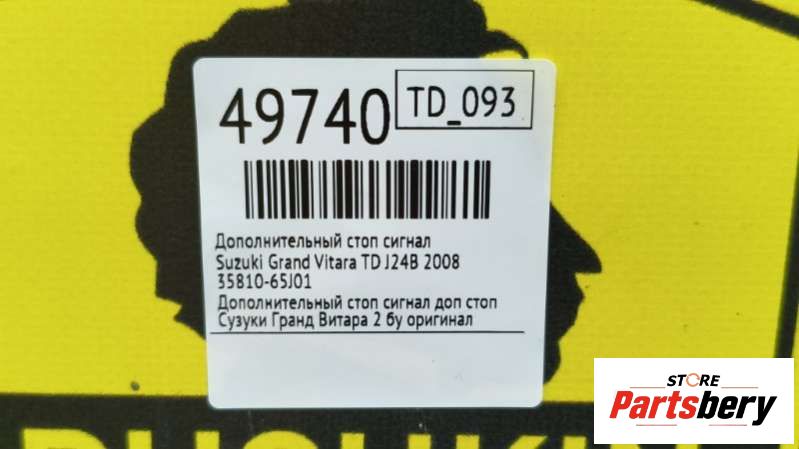 49740
TD_093
Дополнительный стоп сигнал
Suzuki Grand Vitara TD J24B 2008
35810-65J01
Дополнительный стоп сигнал доп стоп
Сузуки Гранд Витара 2 бу оригинал
STORE
Partsbery